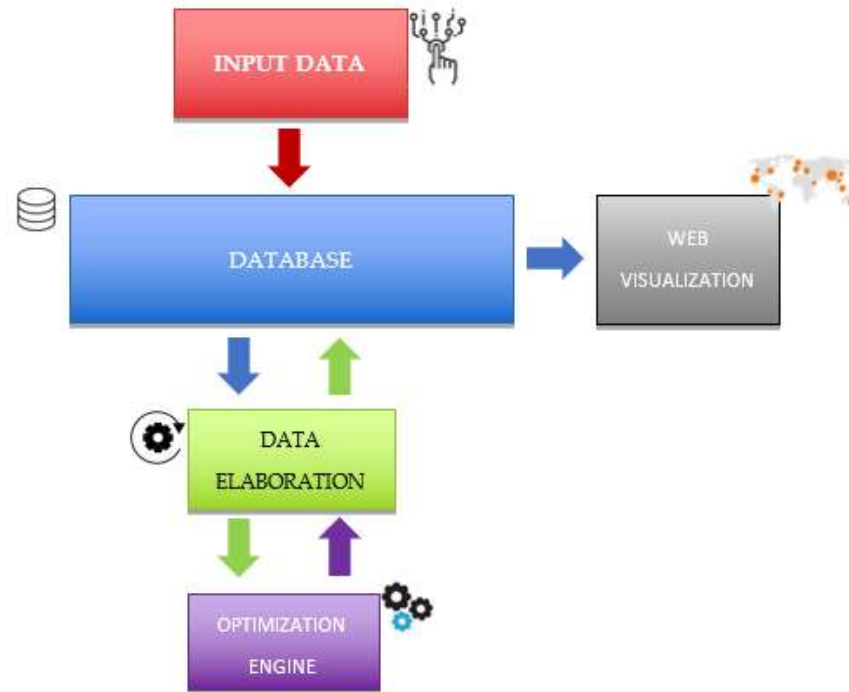 INPUT DATA
DATABASE
WEB
VISUALIZATION
DATA
ELABORATION
OPTIMIZATION
ENGINE